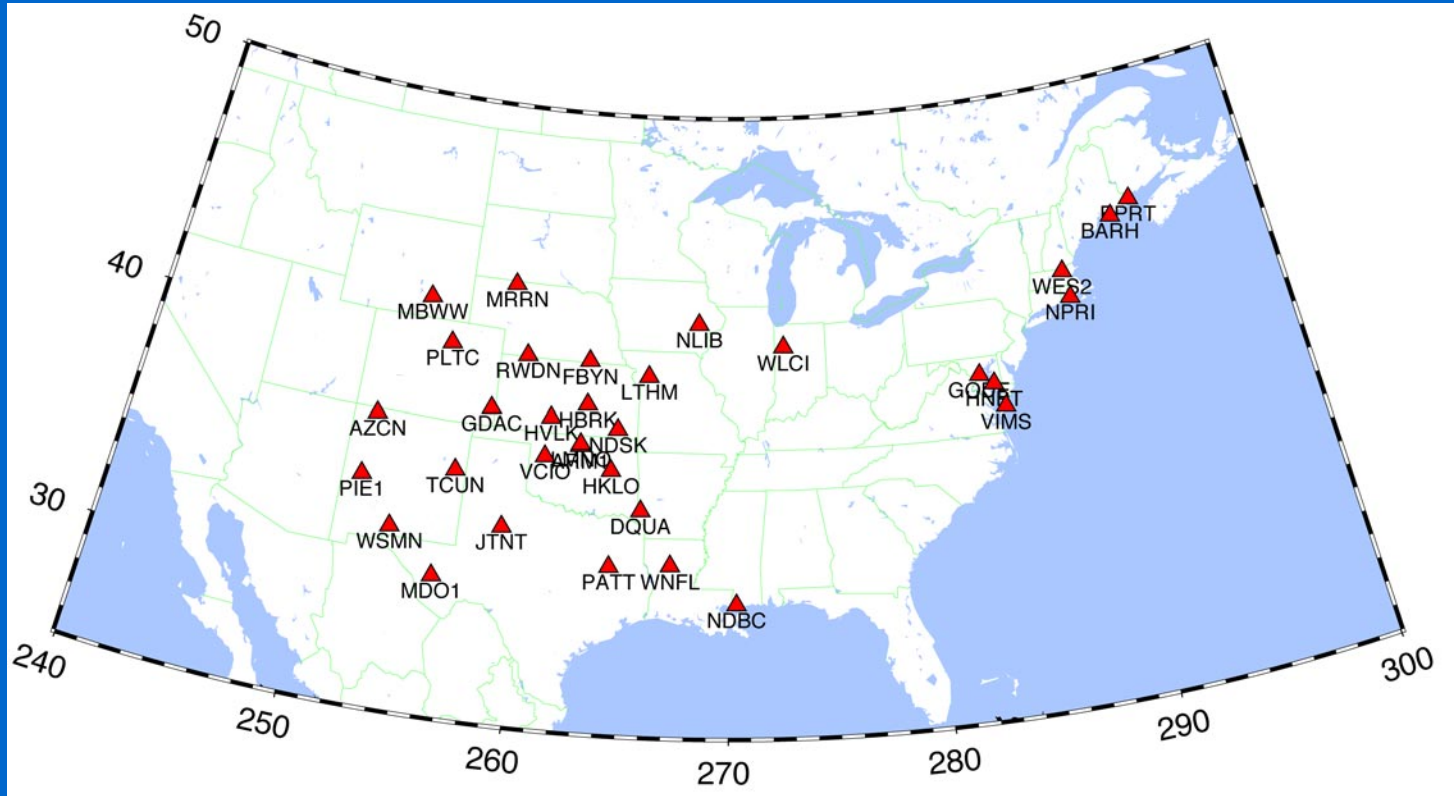 50
EPRT
BARH
40
WES2
MBWW
MRRN
NPRI
NLIB
PLTC
WLCI
RWDN
FBYN
LTHM
HNPT
VIMS
AZCN
GDAC
HBRK
HVLK
NDSK
VCIO
PIE1
TCUN
HKLO
30
DQUA
WSMN
JTNT
PATT
WNFL
MDO1
NDBC
240
300
250
290
260
280
270